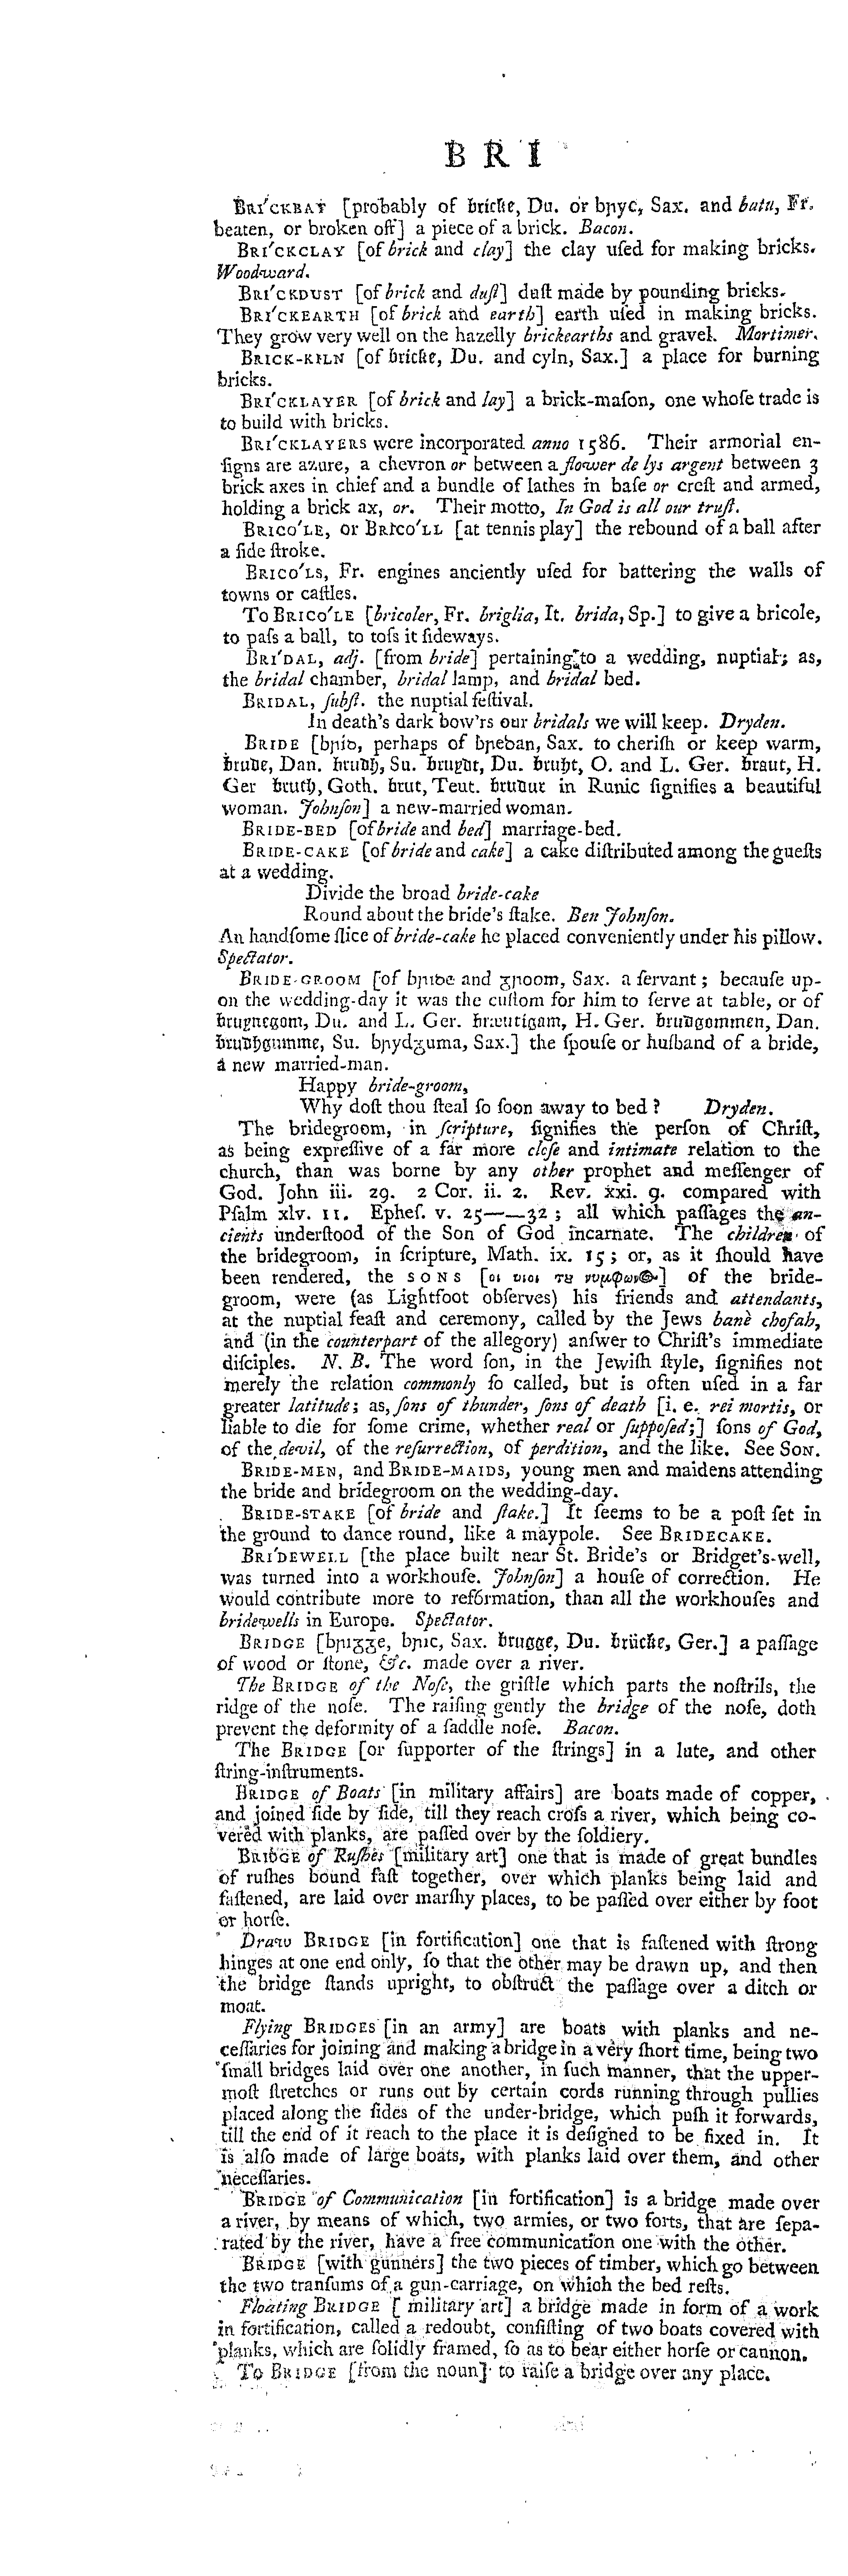 B R I
BRI′CKBAT [probably of bricke, Du. or bꞃyc, Sax. and batu, Fr.
beaten, or broken off] a piece of a brick. Bacon.
BRI′CKCLAY [of brick and clay] the clay uſed for making bricks.
Woodward.
BRI′CKDUST [of brick and duſt] duſt made by pounding bricks.
BRI′CKEARTH [of brick and earth] earth uſed in making bricks.
They grow very well on the hazelly brickearths and gravel. Mortimer.
BRICK-KILN [of bricke, Du. and cyln, Sax.] a place for burning
bricks.
BRI′CKLAYER [of brick and lay] a brick-maſon, one whoſe trade is
to build with bricks.
BRI′CKLAYERS were incorporated anno 1586. Their armorial en-
ſigns are azure, a chevron or between a flower de lys argent between 3
brick axes in chief and a bundle of lathes in baſe or creſt and armed,
holding a brick ax, or. Their motto, In God is all our truſt.
BRICO′LE, or BRICO′LL [at tennis play] the rebound of a ball after
a ſide ſtroke.
BRICO′LS, Fr. engines anciently uſed for battering the walls of
towns or caſtles.
To BRICO′LE [bricoler, Fr. briglia, It. brida, Sp.] to give a bricole,
to paſs a ball, to toſs it ſideways.
BRI′DAL, adj. [from bride] pertaining to a wedding, nuptial; as,
the bridal chamber, bridal lamp, and bridal bed.
BRIDAL, ſubſt. the nuptial feſtival.
In death's dark bow'rs our bridals we will keep. Dryden.
BRIDE [bꞃíꝺ, perhaps of bꞃeꝺan, Sax. to cheriſh or keep warm,
brude, Dan. brudh, Su. brugdt, Du. bruht, O. and L. Ger. braut, H.
Ger bruth, Goth. brut, Teut. brudur in Runic ſignifies a beautiful
woman. Johnſon] a new-married woman.
BRIDE-BED [of bride and bed] marriage-bed.
BRIDE-CAKE [of bride and cake] a cake diſtributed among the gueſts
at a wedding.
Divide the broad bride-cake
Round about the bride's ſtake. Ben Johnſon.
An handſome ſlice of bride-cake he placed conveniently under his pillow.
Spectator.
BRIDE-GROOM [of bꞃıꝺe and ᵹꞃoom, Sax. a ſervant; becauſe up-
on the wedding-day it was the cuſtom for him to ſerve at table, or of
brugnegom, Du. and L. Ger. bræutigam, H. Ger. brudgommen, Dan.
brudhgumme, Su. bꞃyꝺᵹuma, Sax.] the ſpouſe or huſband of a bride,
a new married-man.
Happy bride-groom,
Why doſt thou ſteal ſo ſoon away to bed? Dryden.
The bridegroom, in ſcripture, ſignifies the perſon of Chriſt,
as being expreſſive of a far more cloſe and intimate relation to the
church, than was borne by any other prophet and meſſenger of
God. John iii. 29. 2 Cor. ii. 2. Rev. xxi. 9. compared with
Pſalm xlv. 11. Epheſ. v. 25——32; all which paſſages the an-
cients underſtood of the Son of God incarnate. The children of
the bridegroom, in ſcripture, Math. ix. 15; or, as it ſhould have
been rendered, the SONS [οι υιοι του νυμφωνος] of the bride-
groom, were (as Lightfoot obſerves) his friends and attendants,
at the nuptial feaſt and ceremony, called by the Jews banè choſah,
and (in the counterpart of the allegory) anſwer to Chriſt's immediate
diſciples. N. B. The word ſon, in the Jewiſh ſtyle, ſignifies not
merely the relation commonly ſo called, but is often uſed in a far
greater latitude; as, ſons of thunder, ſons of death [i. e. rei mortis, or
liable to die for ſome crime, whether real or ſuppoſed;] ſons of God,
of the devil, of the reſurrection, of perdition, and the like. See SON.
BRIDE-MEN, and BRIDE-MAIDS, young men and maidens attending
the bride and bridegroom on the wedding-day.
BRIDE-STAKE [of bride and ſtake.] It ſeems to be a poſt ſet in
the ground to dance round, like a maypole. See BRIDECAKE.
BRI′DEWELL [the place built near St. Bride's or Bridget's-well,
was turned into a workhouſe. Johnſon] a houſe of correction. He
would contribute more to reformation, than all the workhouſes and
bridewells in Europe. Spectator.
BRIDGE [bꞃıᵹᵹe, bꞃıc, Sax. brugge, Du. brücke, Ger.] a paſſage
of wood or ſtone, &c. made over a river.
The BRIDGE of the Noſe, the griſtle which parts the noſtrils, the
ridge of the noſe. The raiſing gently the bridge of the noſe, doth
prevent the deformity of a ſaddle noſe. Bacon.
The BRIDGE [or ſupporter of the ſtrings] in a lute, and other
ſtring-inſtruments.
BRIDGE of Boats [in military affairs] are boats made of copper,
and joined ſide by ſide, till they reach croſs a river, which being co-
vered with planks, are paſſed over by the ſoldiery.
BRIDGE of Ruſhes [military art] one that is made of great bundles
of ruſhes bound faſt together, over which planks being laid and
faſtened, are laid over marſhy places, to be paſſed over either by foot
or horſe.
Draw BRIDGE [in fortification] one that is faſtened with ſtrong
hinges at one end only, ſo that the other may be drawn up, and then
the bridge ſtands upright, to obſtruct the paſſage over a ditch or
moat.
Flying BRIDGES [in an army] are boats with planks and ne-
ceſſaries for joining and making a bridge in a very ſhort time, being two
ſmall bridges laid over one another, in ſuch manner, that the upper-
moſt ſtretches or runs out by certain cords running through pullies
placed along the ſides of the under-bridge, which puſh it forwards,
till the end of it reach to the place it is deſigned to be fixed in. It
is alſo made of large boats, with planks laid over them, and other
neceſſaries.
BRIDGE of Communication [in fortification] is a bridge made over
a river, by means of which, two armies, or two forts, that are ſepa-
rated by the river, have a free communication one with the other.
BRIDGE [with gunners] the two pieces of timber, which go between
the two tranſums of a gun-carriage, on which the bed reſts.
Floating BRIDGE [military art] a bridge made in form of a work
in fortification, called a redoubt, conſiſting of two boats covered with
planks, which are ſolidly framed, ſo as to bear either horſe or cannon.
To BRIDGE [from the noun] to raiſe a bridge over any place.